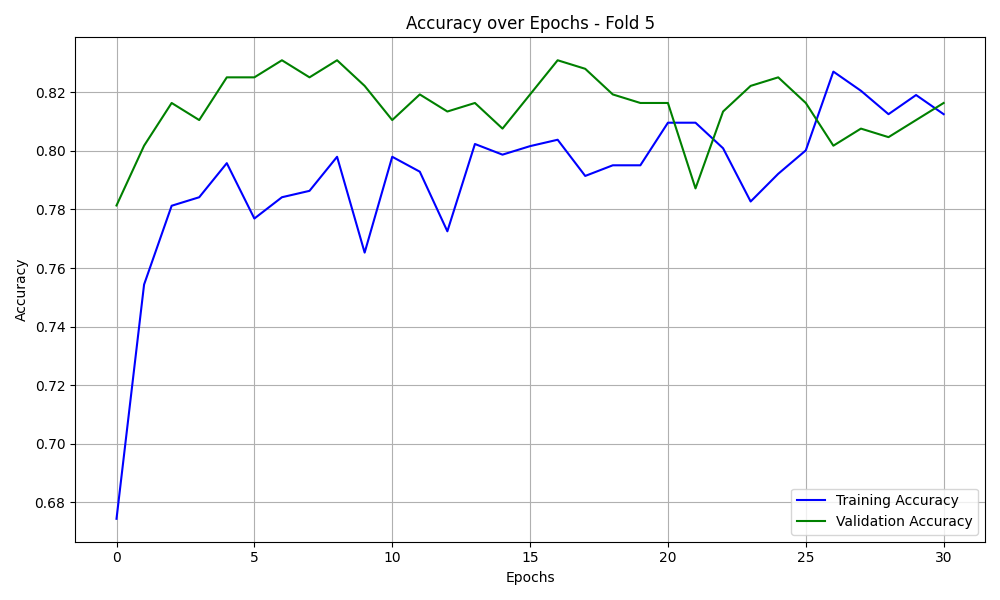 Accuracy over Epochs - Fold 5
Accuracy
0.82
0.80
0.78
0.76
0.74
0.72
0.70
0.68
0 5 10 15 20 25 30
Epochs
Training Accuracy
Validation Accuracy